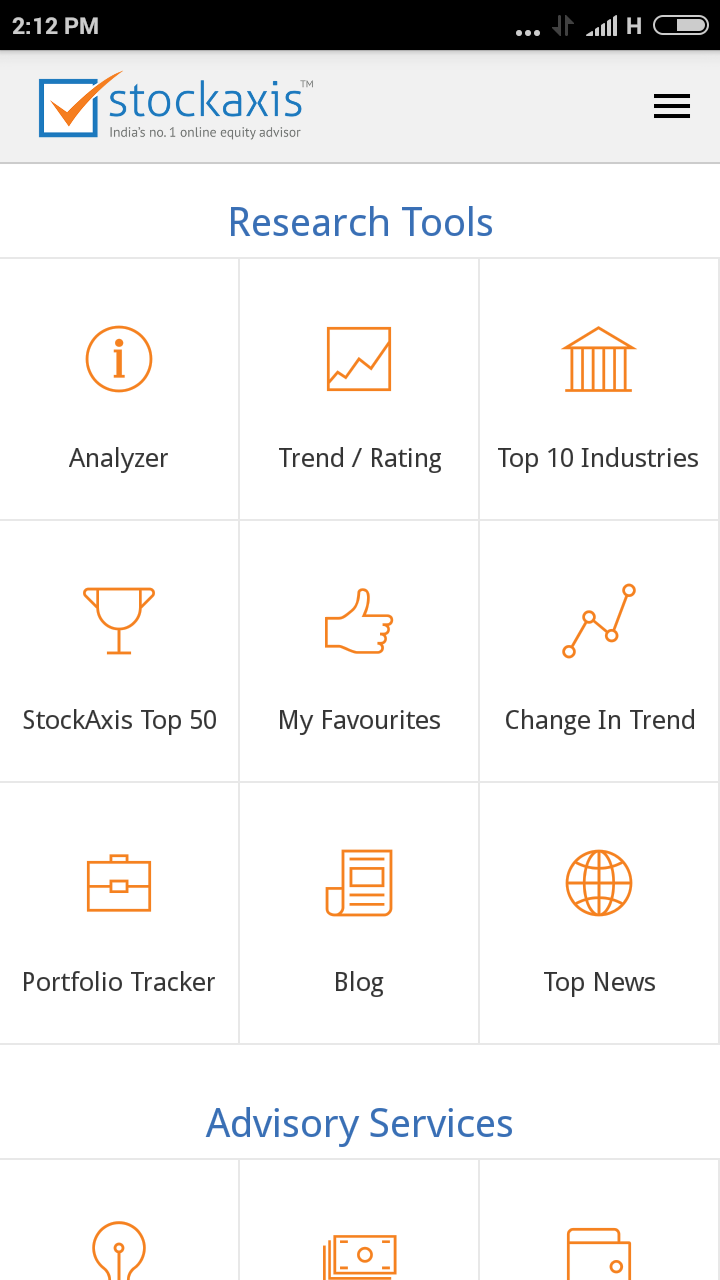 2:12 PM
H
stockaxis™
India's no. 1 online equity advisor
Research Tools
Analyzer
Trend / Rating
Top 10 Industries
StockAxis Top 50
My Favourites
Change In Trend
Portfolio Tracker
Blog
Top News
Advisory Services